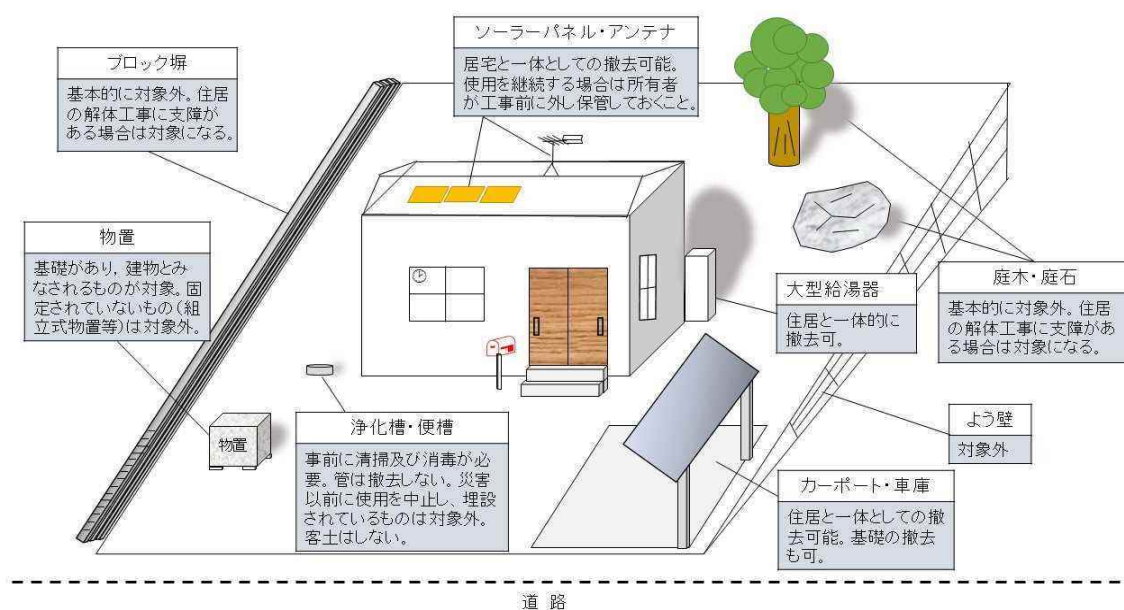 ブロック塀
基本的に対象外。住居
の解体工事に支障が
ある場合は対象になる。
ソーラーパネル・アンテナ
居宅と一体としての撤去可能。
使用を継続する場合は所有者
が工事前に外し保管しておくこと。
物置
基礎があり，建物とみ
なされるものが対象。固
定されていないもの（組
立式物置等）は対象外。
大型給湯器
住居と一体的に
撤去可。
庭木・庭石
基本的に対象外。住居
の解体工事に支障があ
る場合は対象になる。
物置
浄化槽・便槽
事前に清掃及び消毒が必
要。管は撤去しない。災害
以前に使用を中止し、埋設
されているものは対象外。
客土はしない。
よう壁
対象外
カーポート・車庫
住居と一体としての撤
去可能。基礎の撤去
も可。
道 路